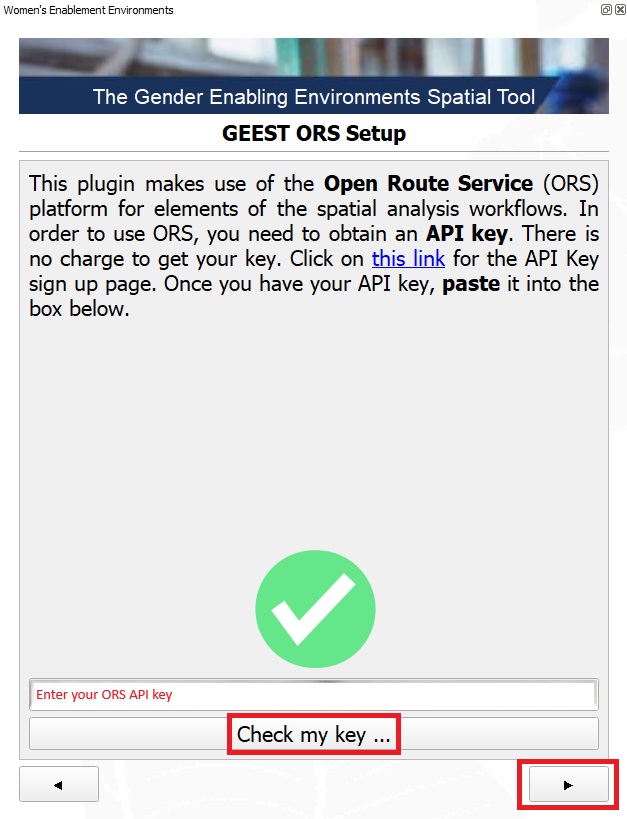 Women's Enablement Environments
The Gender Enabling Environments Spatial Tool
GEEST ORS Setup
This plugin makes use of the Open Route Service (ORS)
platform for elements of the spatial analysis workflows. In
order to use ORS, you need to obtain an API key. There is
no charge to get your key. Click on this link for the API Key
sign up page. Once you have your API key, paste it into the
box below.
Enter your ORS API key
Check my key ...